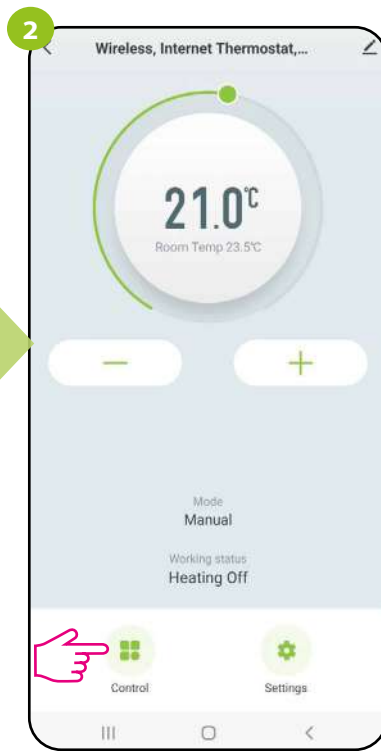 2
Wireless, Internet Thermostat,...
21.0°C
Room Temp 23.5°C
Mode
Manual
Working status
Heating Off
Control
Settings